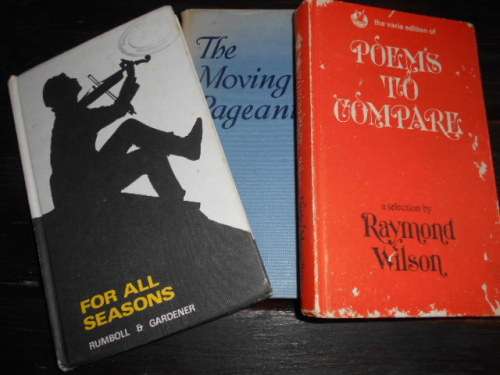 FOR ALL
SEASONS
RUMBOLL & GARDENER
The
Moving
Pageant
the varia edition of
POEMS
TO
COMPARE
a selection by
Raymond
Wilson